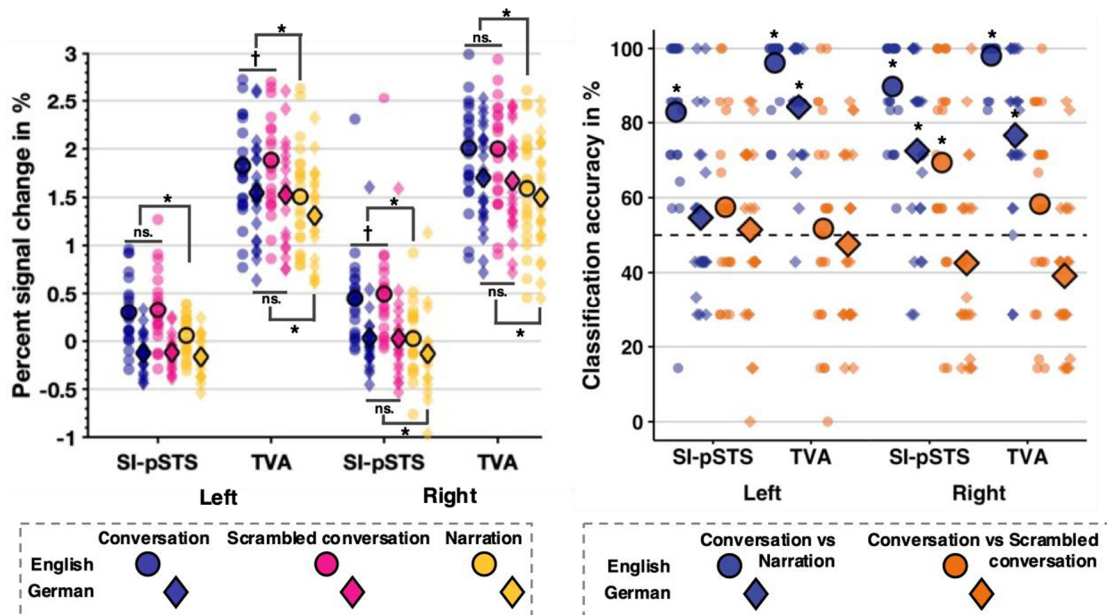 Percent signal change in %
3
2.5
2
1.5
1
0.5
0
-0.5
-1
*
ns.
†
*
ns.
*
*
ns.
*
†
*
ns.
*
ns.
*
SI-pSTS TVA SI-pSTS TVA
Left Right
Conversation Scrambled conversation Narration
English
German
Classification accuracy in %
100
80
60
40
20
0
*
*
*
*
*
*
*
*
SI-pSTS TVA SI-pSTS TVA
Left Right
Conversation vs Narration
Conversation vs Scrambled conversation
English
German